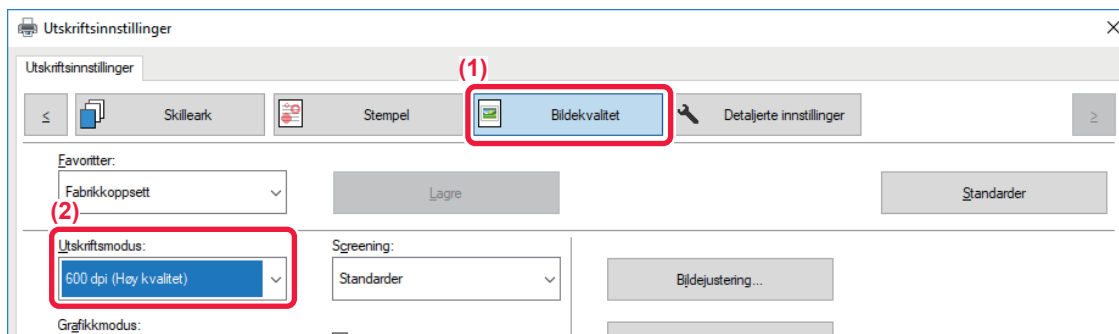 Utskriftsinnstillinger
Utskriftsinnstillinger
(1)
< Skilleark Stempel Bildekvalitet Detaljerte innstillinger >
Favoritter:
Fabrikkoppsett Lagre Standarder
(2)
Utskriftsmodus: Screening:
600 dpi (Høy kvalitet) Standarder Bildejustering...
Grafikkmodus: